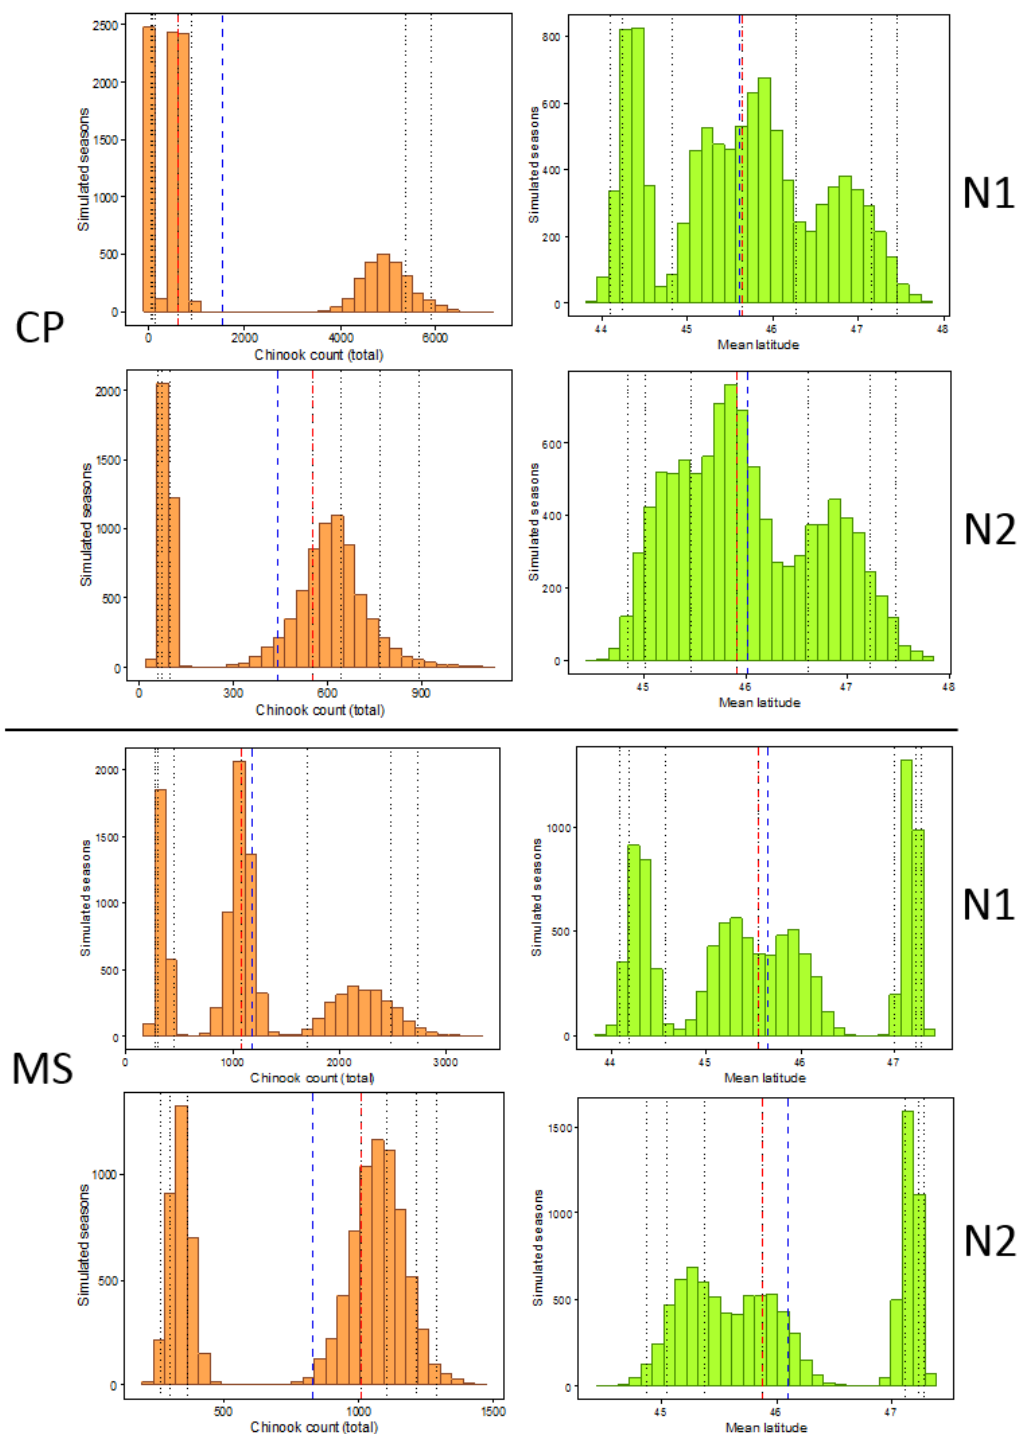 2500
2000
1500
1000
500
0
Simulated seasons
0 2000 4000 6000
Chinook count (total)
800
600
400
200
0
Simulated seasons
44 45 46 47 48
Mean latitude
N1
CP
2000
1500
1000
500
0
Simulated seasons
0 300 600 900
Chinook count (total)
600
400
200
0
Simulated seasons
45 46 47 48
Mean latitude
N2
2000
1500
1000
500
0
Simulated seasons
0 1000 2000 3000
Chinook count (total)
1000
500
0
Simulated seasons
44 45 46 47
Mean latitude
N1
MS
1000
500
0
Simulated seasons
500 1000 1500
Chinook count (total)
1500
1000
500
0
Simulated seasons
45 46 47
Mean latitude
N2